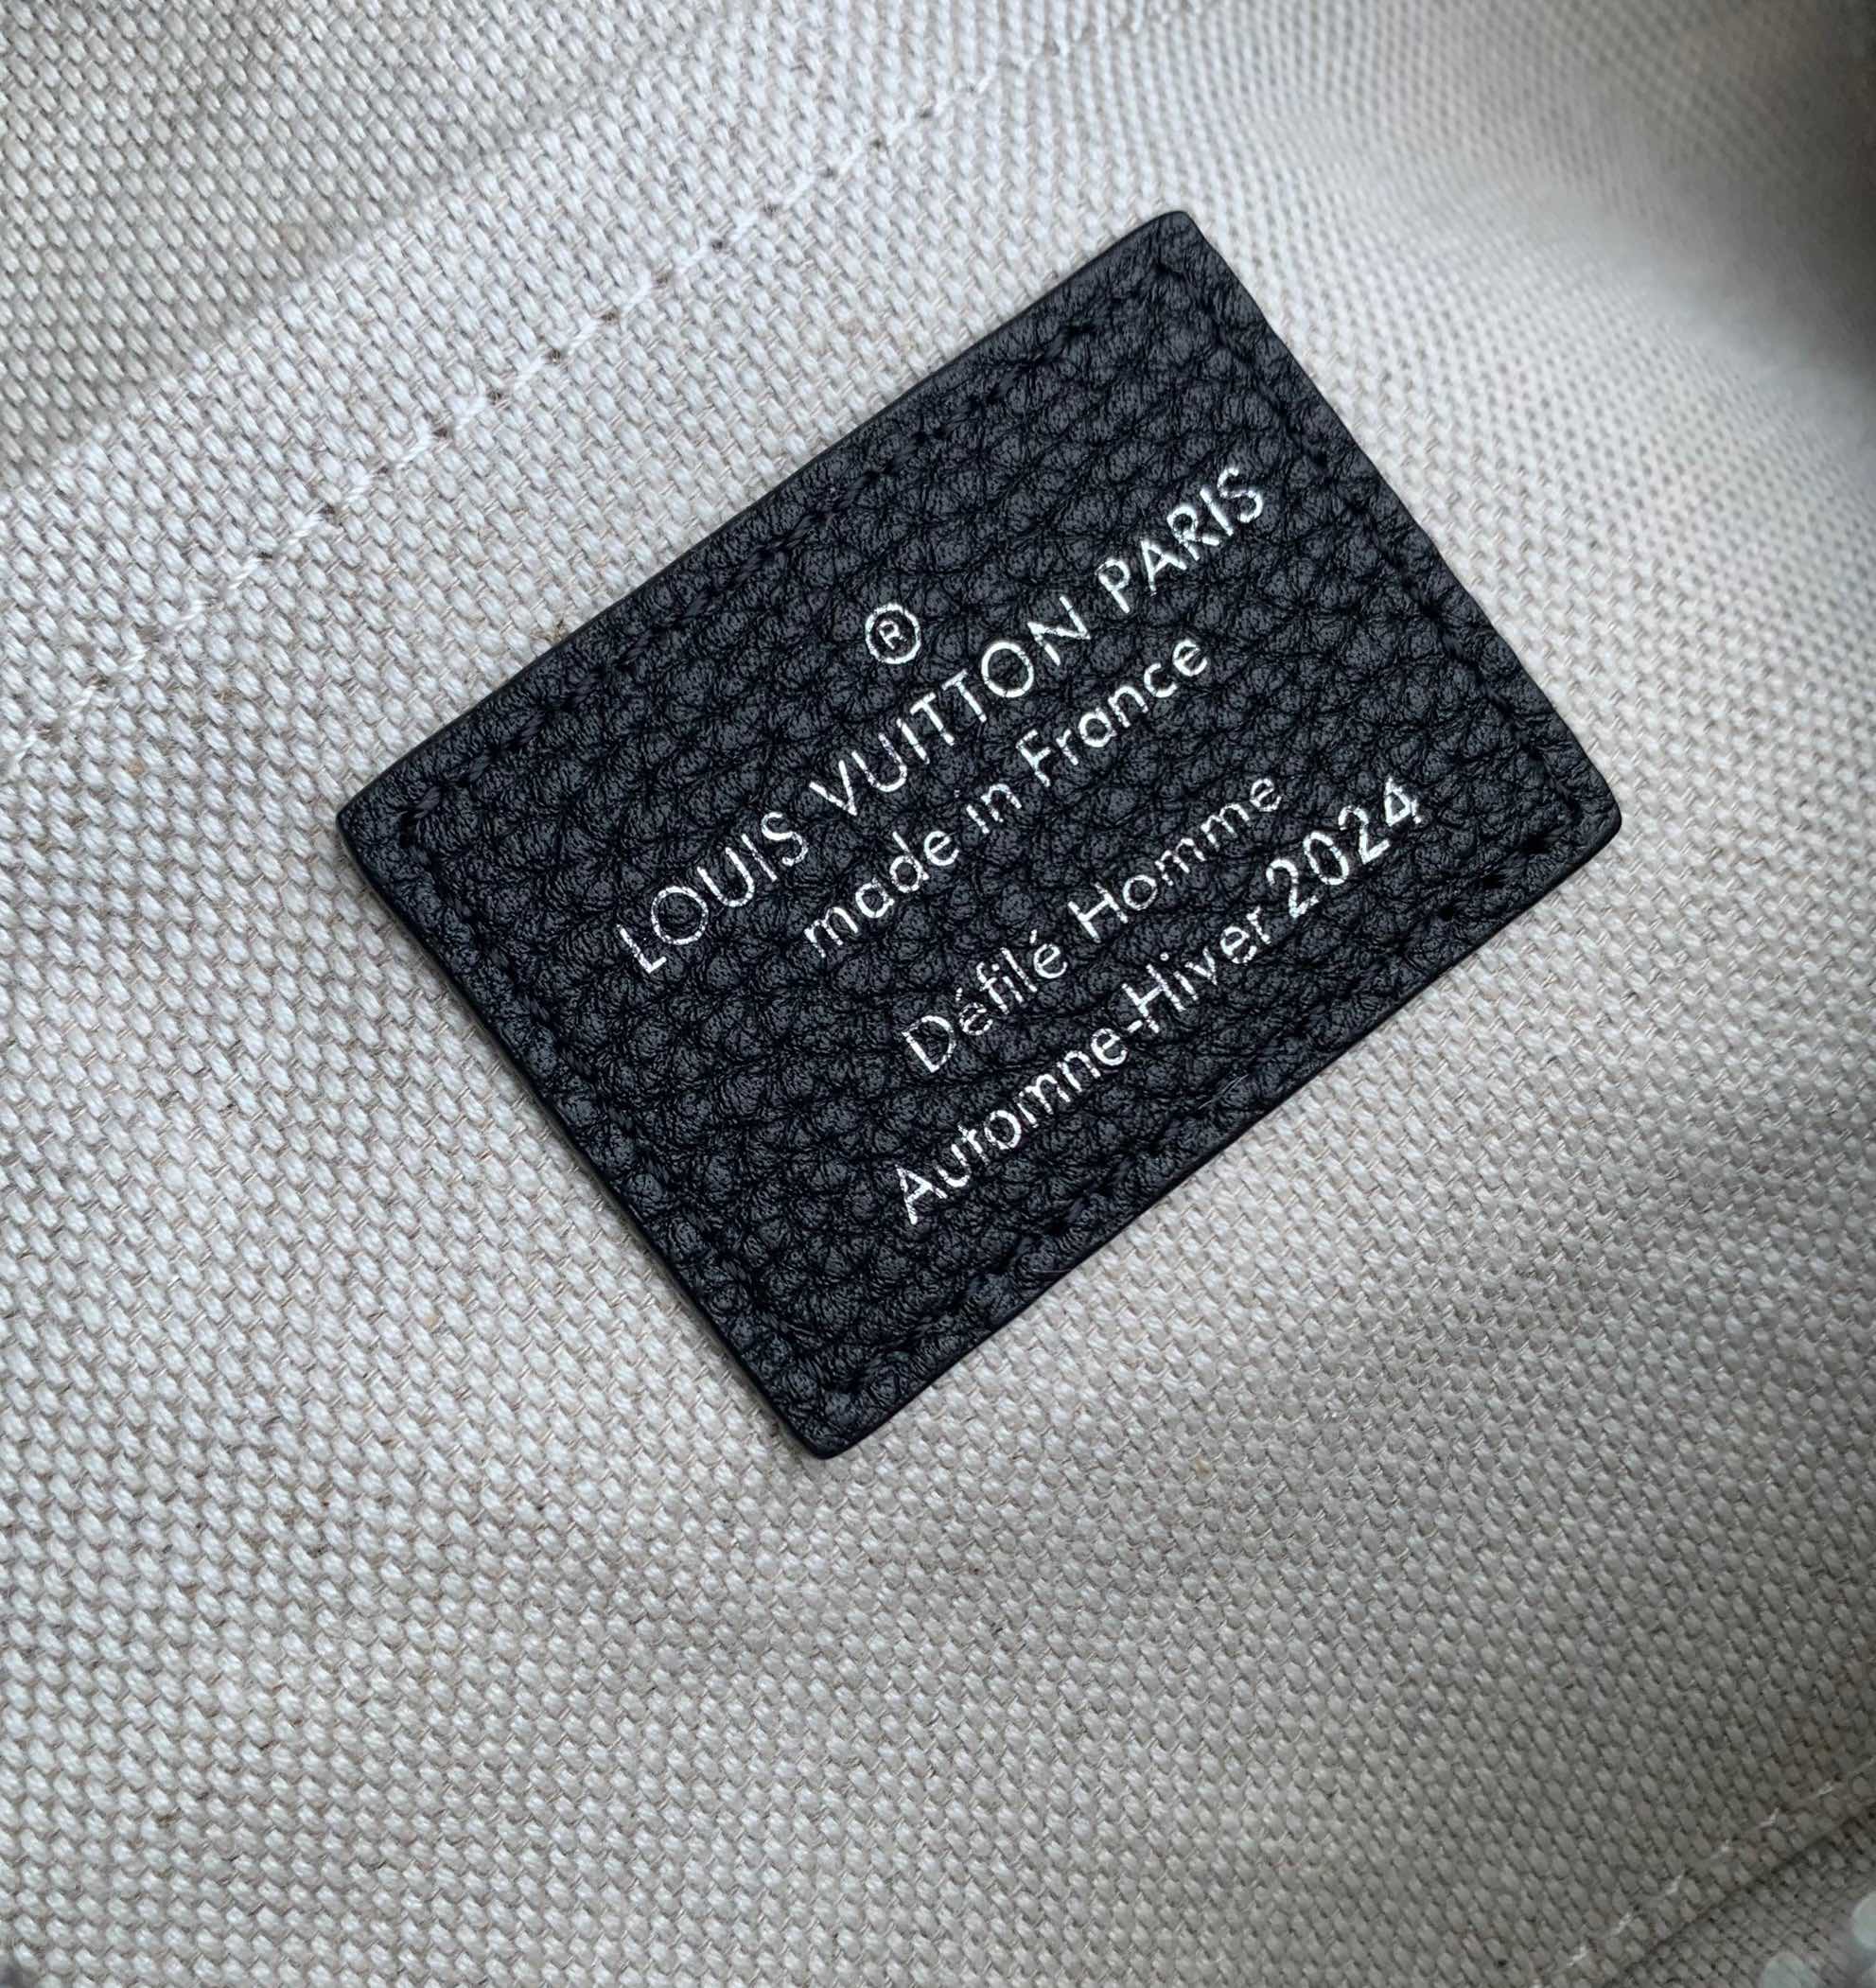 ®
LOUIS VUITTON PARIS
made in France
Défilé Homme
Automne-Hiver 2024